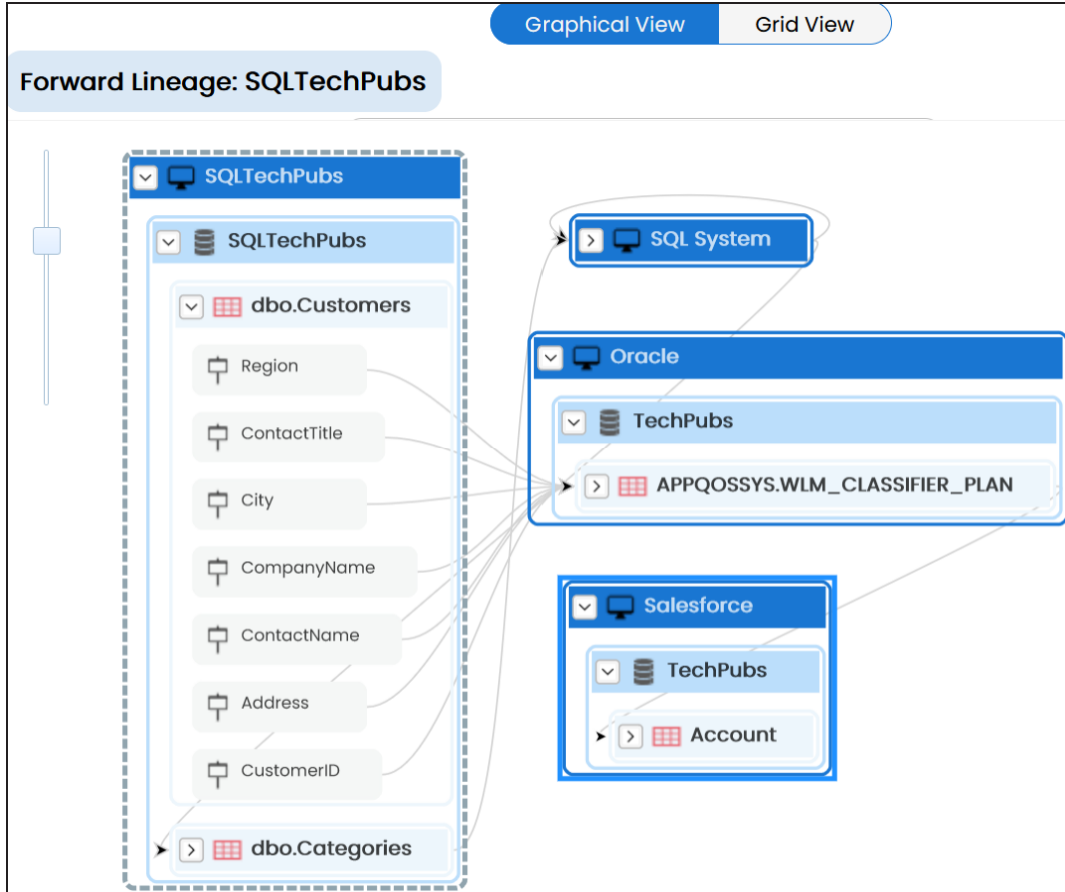 Graphical View
Grid View
Forward Lineage: SQLTechPubs
SQLTechPubs
SQLTechPubs
dbo.Customers
Region
ContactTitle
City
CompanyName
ContactName
Address
CustomerID
dbo.Categories
SQL System
Oracle
TechPubs
APPQOSSYS.WLM_CLASSIFIER_PLAN
Salesforce
TechPubs
Account